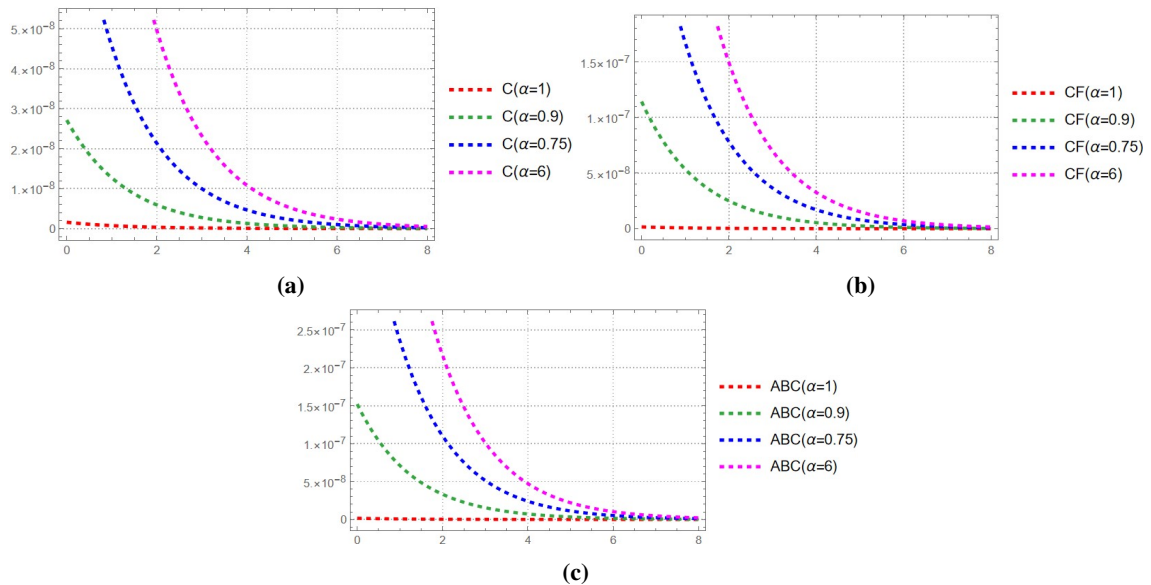 5.×10⁻⁸
4.×10⁻⁸
3.×10⁻⁸
2.×10⁻⁸
1.×10⁻⁸
0
0 2 4 6 8
C(α=1)
C(α=0.9)
C(α=0.75)
C(α=6)
(a)
1.5×10⁻⁷
1.×10⁻⁷
5.×10⁻⁸
0
0 2 4 6 8
CF(α=1)
CF(α=0.9)
CF(α=0.75)
CF(α=6)
(b)
2.5×10⁻⁷
2.×10⁻⁷
1.5×10⁻⁷
1.×10⁻⁷
5.×10⁻⁸
0
0 2 4 6 8
ABC(α=1)
ABC(α=0.9)
ABC(α=0.75)
ABC(α=6)
(c)